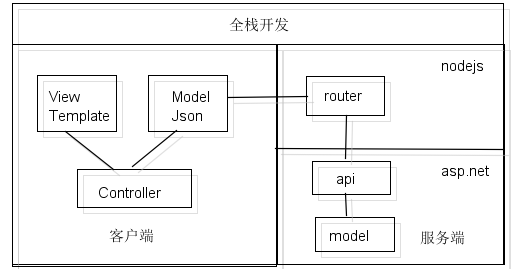 全栈开发
nodejs
View
Template
Model
Json
router
Controller
api
asp.net
model
客户端
服务端